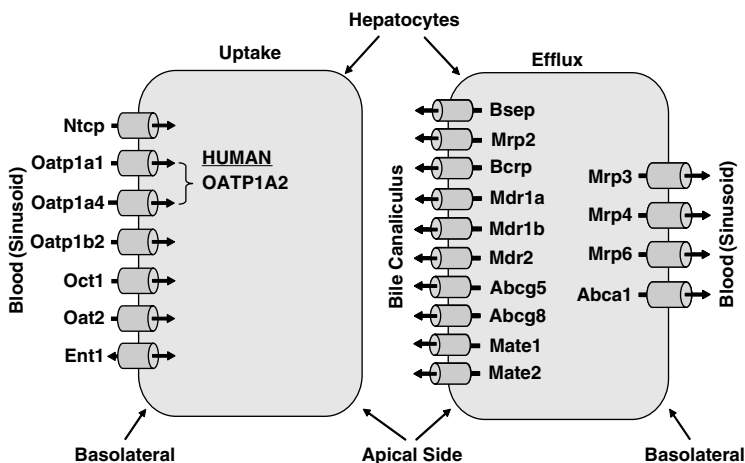 Hepatocytes
Uptake
Efflux
Blood (Sinusoid)
Ntcp
Oatp1a1
Oatp1a4
Oatp1b2
Oct1
Oat2
Ent1
HUMAN
OATP1A2
Bile Canaliculus
Bsep
Mrp2
Bcrp
Mdr1a
Mdr1b
Mdr2
Abcg5
Abcg8
Mate1
Mate2
Mrp3
Mrp4
Mrp6
Abca1
Blood (Sinusoid)
Basolateral
Apical Side
Basolateral